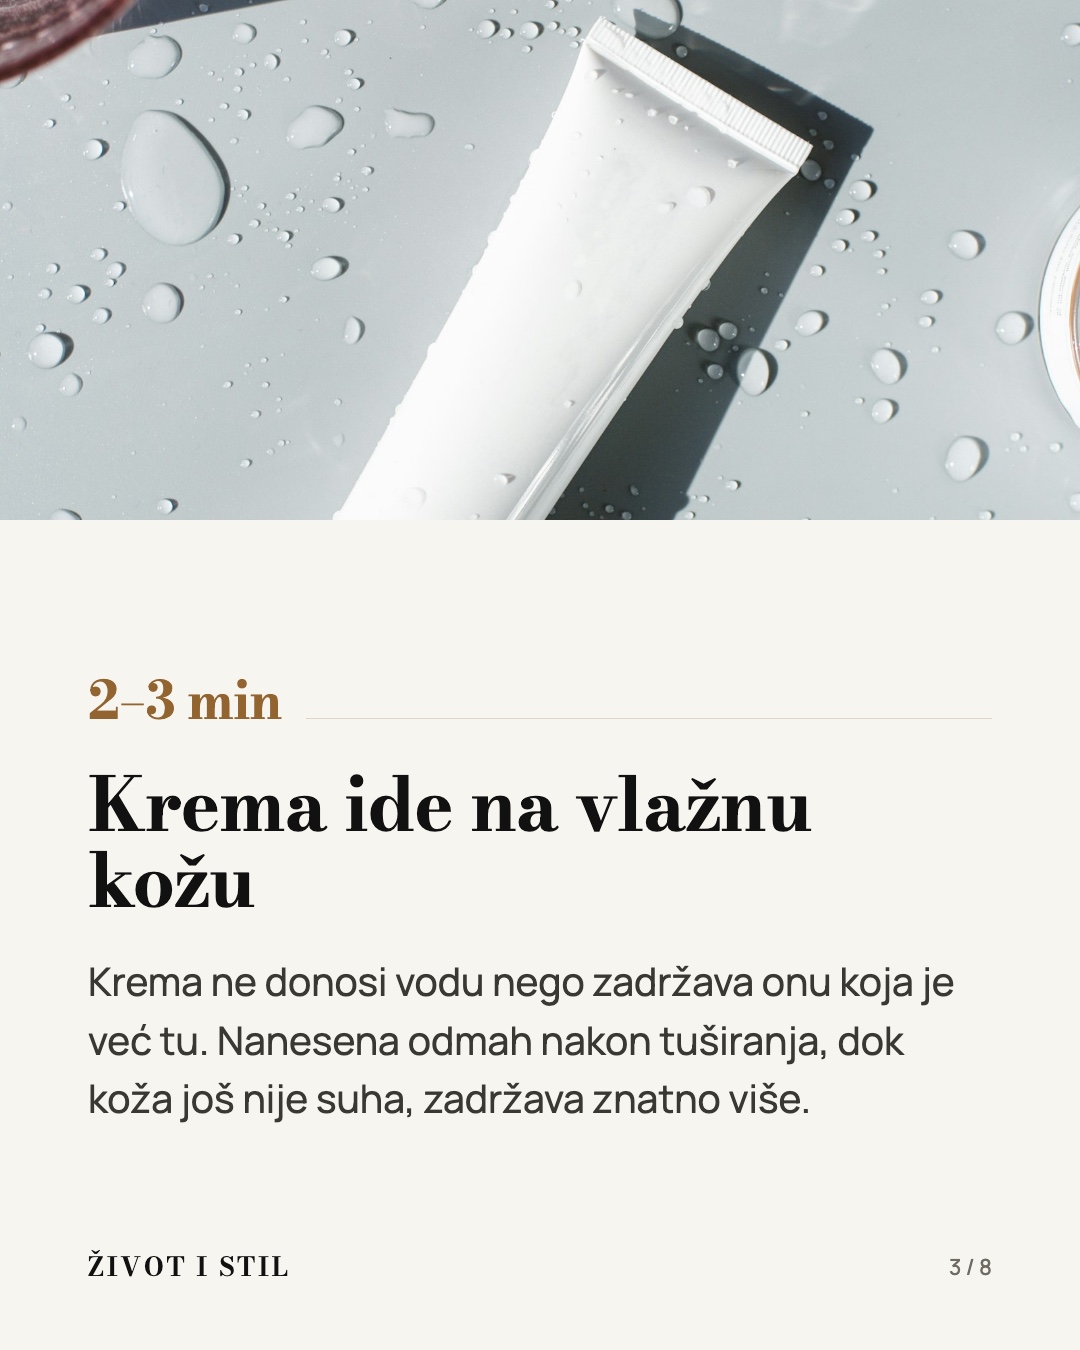 2–3 min
Krema ide na vlažnu
kožu
Krema ne donosi vodu nego zadržava onu koja je
već tu. Nanesena odmah nakon tuširanja, dok
koža još nije suha, zadržava znatno više.
ŽIVOT I STIL
3 / 8